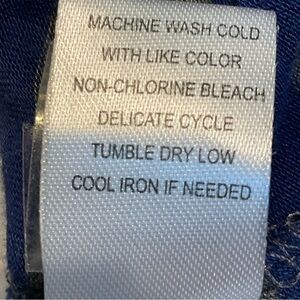 MACHINE WASH COLD
WITH LIKE COLOR
NON-CHLORINE BLEACH
DELICATE CYCLE
TUMBLE DRY LOW
COOL IRON IF NEEDED